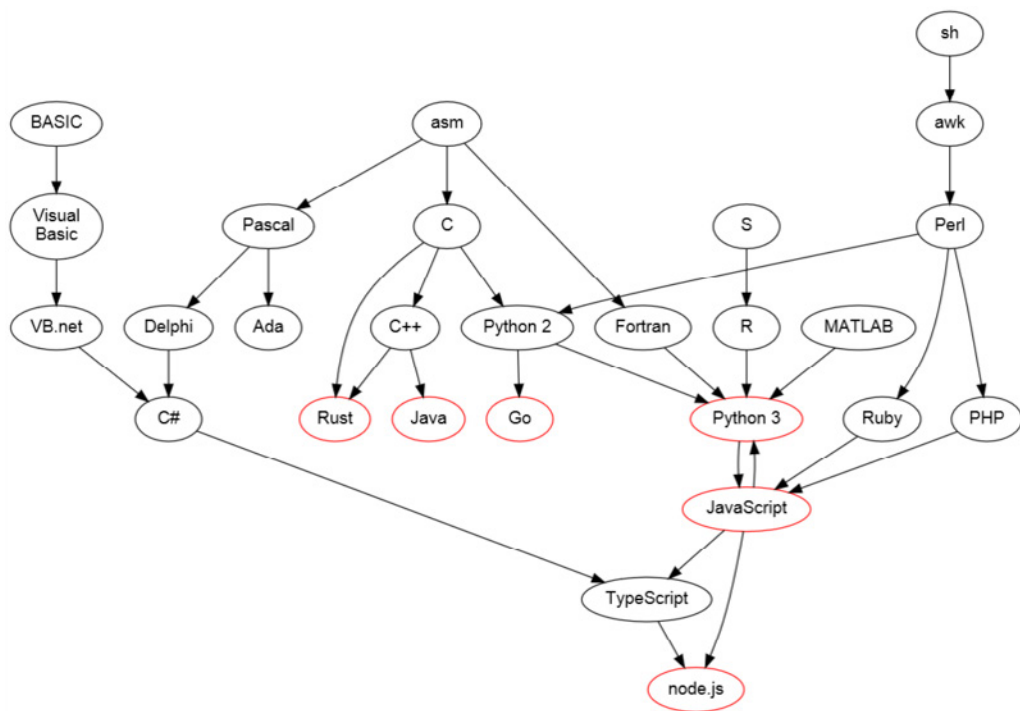 sh
BASIC
asm
awk
Visual
Basic
Pascal
C
S
Perl
VB.net
Delphi
Ada
C++
Python 2
Fortran
R
MATLAB
C#
Rust
Java
Go
Python 3
Ruby
PHP
JavaScript
TypeScript
node.js